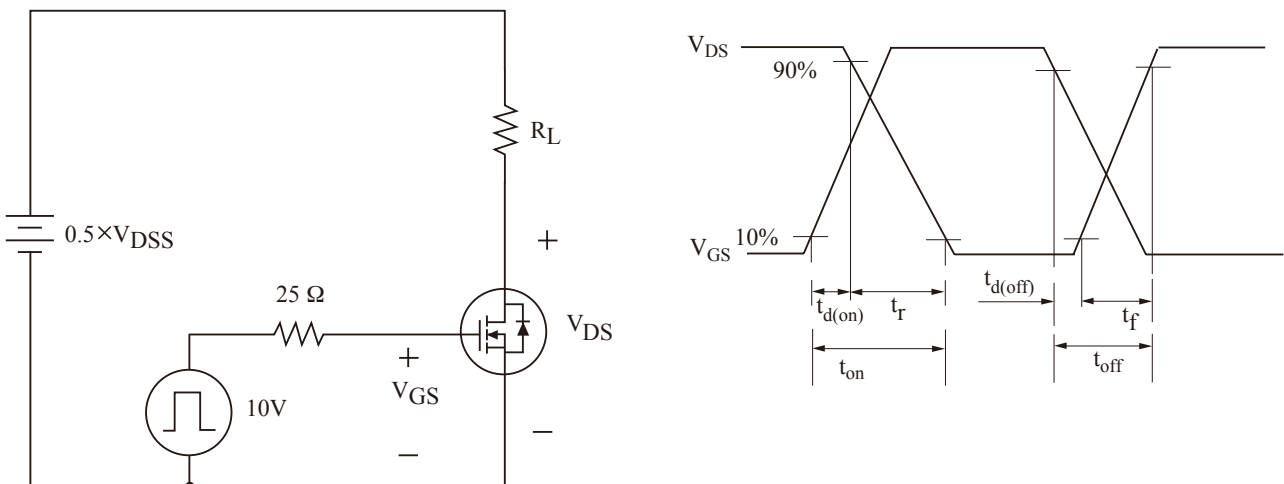 R_L
0.5×V_DSS
+
25 Ω
V_DS
+
V_GS
10V
−
−
V_DS
90%
V_GS 10%
t_d(on) t_r
t_on
t_d(off)
t_f
t_off